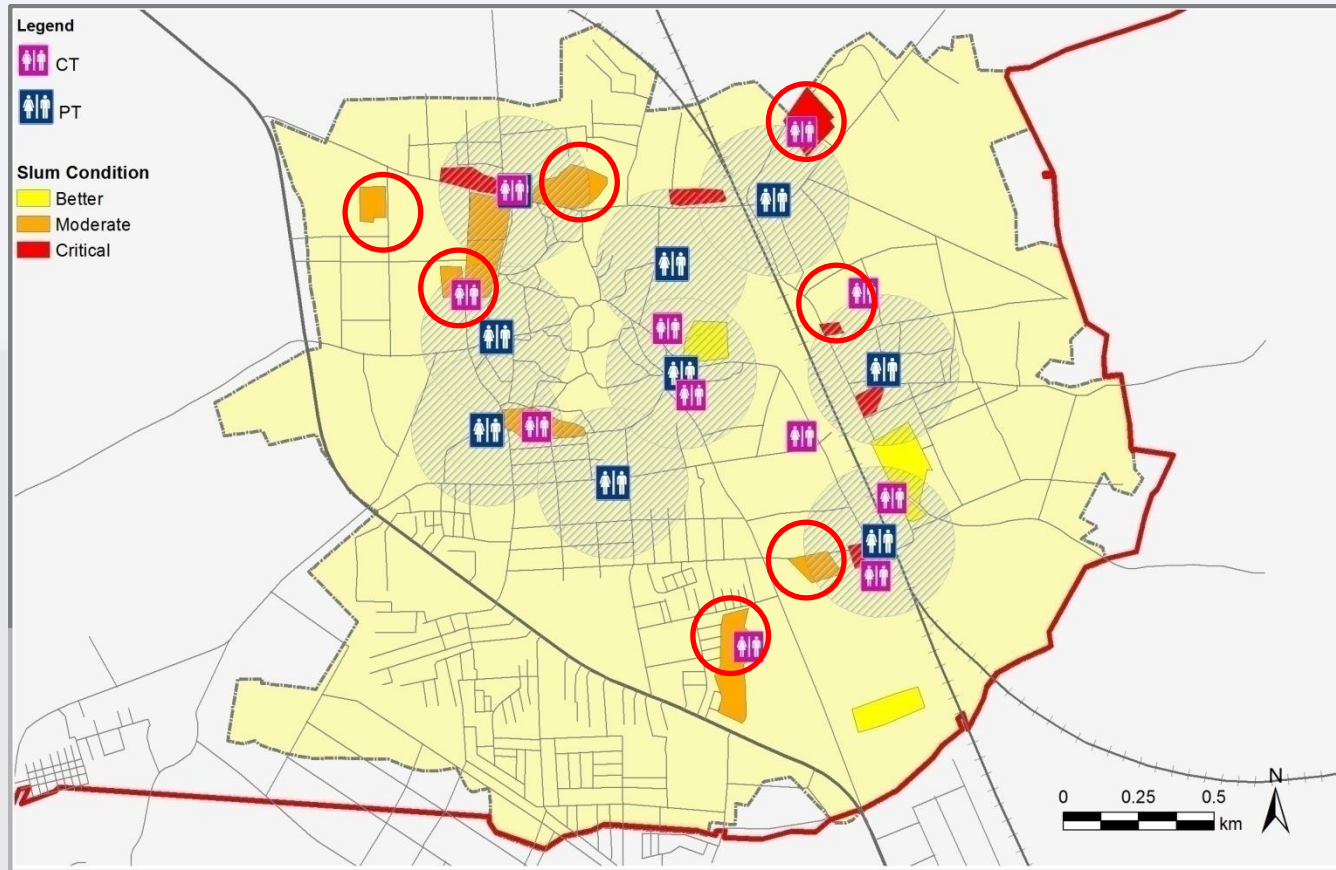 Legend
CT
PT
Slum Condition
Better
Moderate
Critical
N
0 0.25 0.5
km